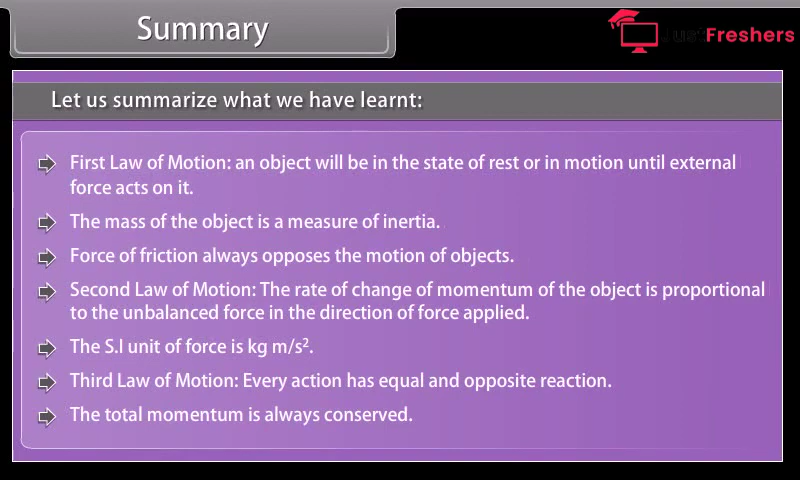 Summary
Just Freshers
Let us summarize what we have learnt:
First Law of Motion: an object will be in the state of rest or in motion until external
force acts on it.
The mass of the object is a measure of inertia.
Force of friction always opposes the motion of objects.
Second Law of Motion: The rate of change of momentum of the object is proportional
to the unbalanced force in the direction of force applied.
The S.I unit of force is kg m/s².
Third Law of Motion: Every action has equal and opposite reaction.
The total momentum is always conserved.